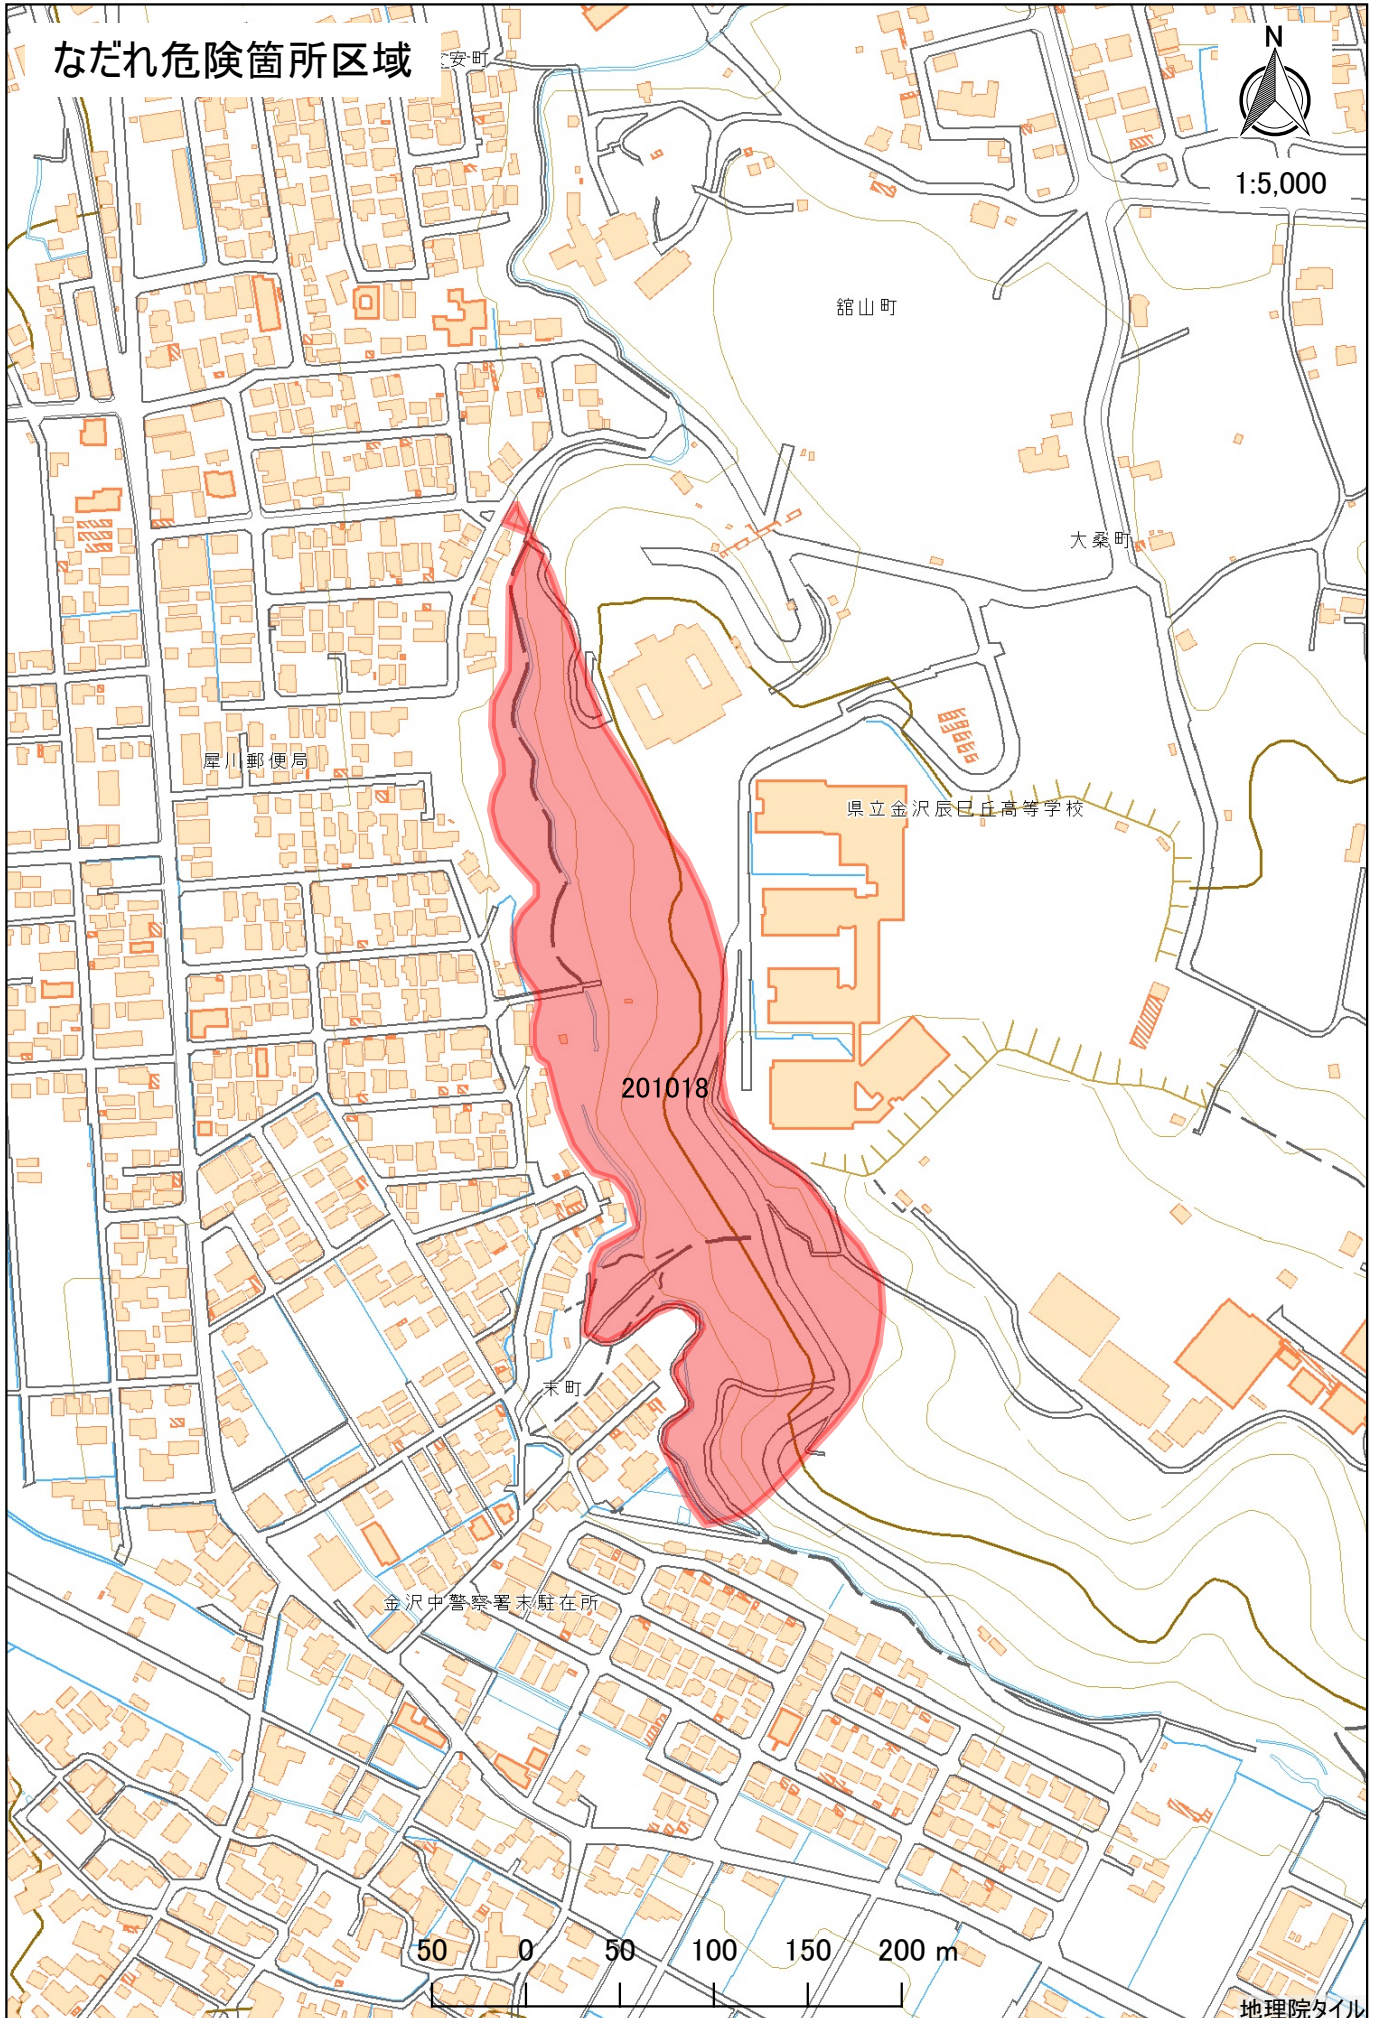 なだれ危険箇所区域
安町
N
1:5,000
舘山町
大桑町
犀川郵便局
県立金沢辰巳丘高等学校
201018
末町
金沢中警察署末駐在所
50 0 50 100 150 200 m
地理院タイル